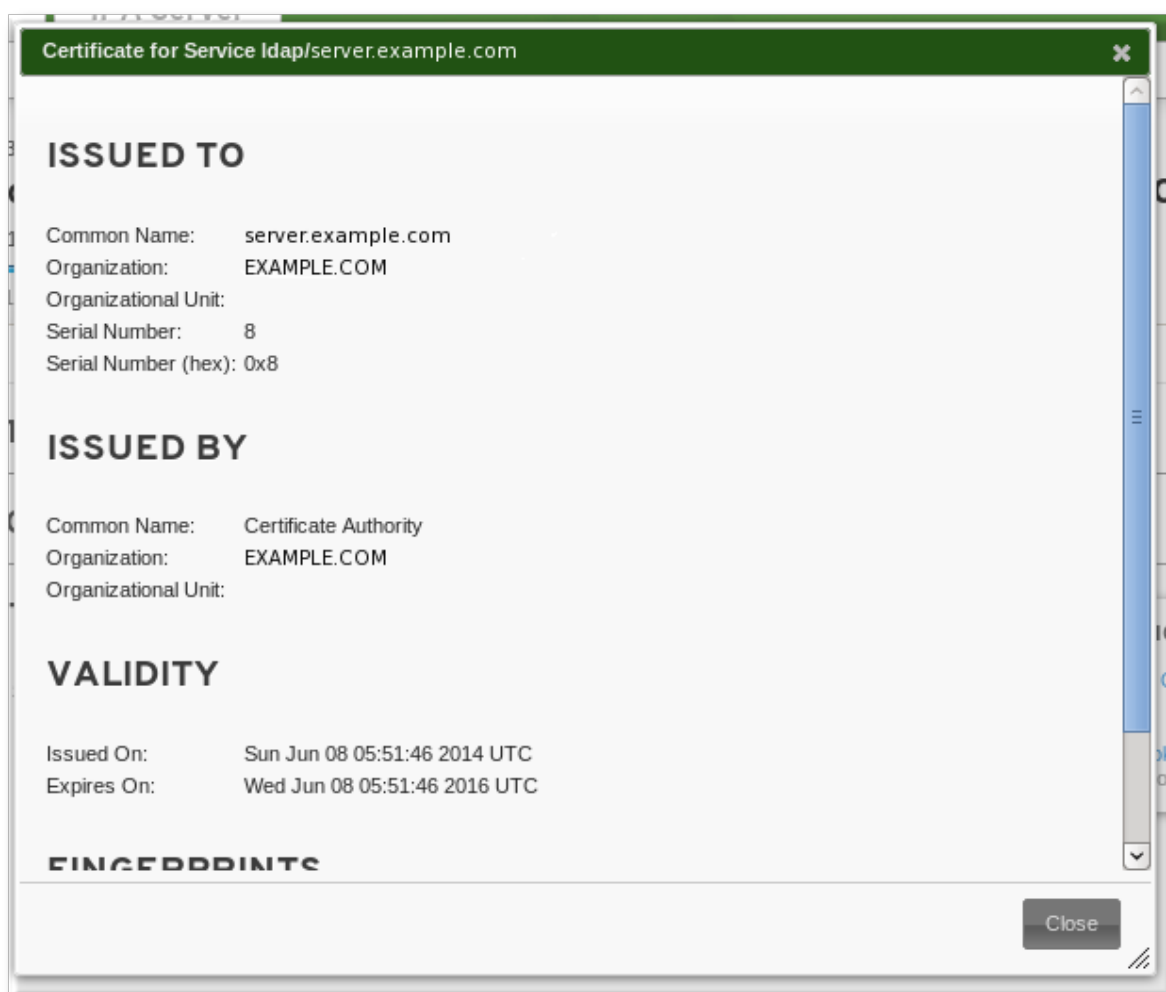 IPA Server
Certificate for Service ldap/server.example.com
ISSUED TO
Common Name: server.example.com
Organization: EXAMPLE.COM
Organizational Unit:
Serial Number: 8
Serial Number (hex): 0x8
ISSUED BY
Common Name: Certificate Authority
Organization: EXAMPLE.COM
Organizational Unit:
VALIDITY
Issued On: Sun Jun 08 05:51:46 2014 UTC
Expires On: Wed Jun 08 05:51:46 2016 UTC
FINGERPRINTS
Close